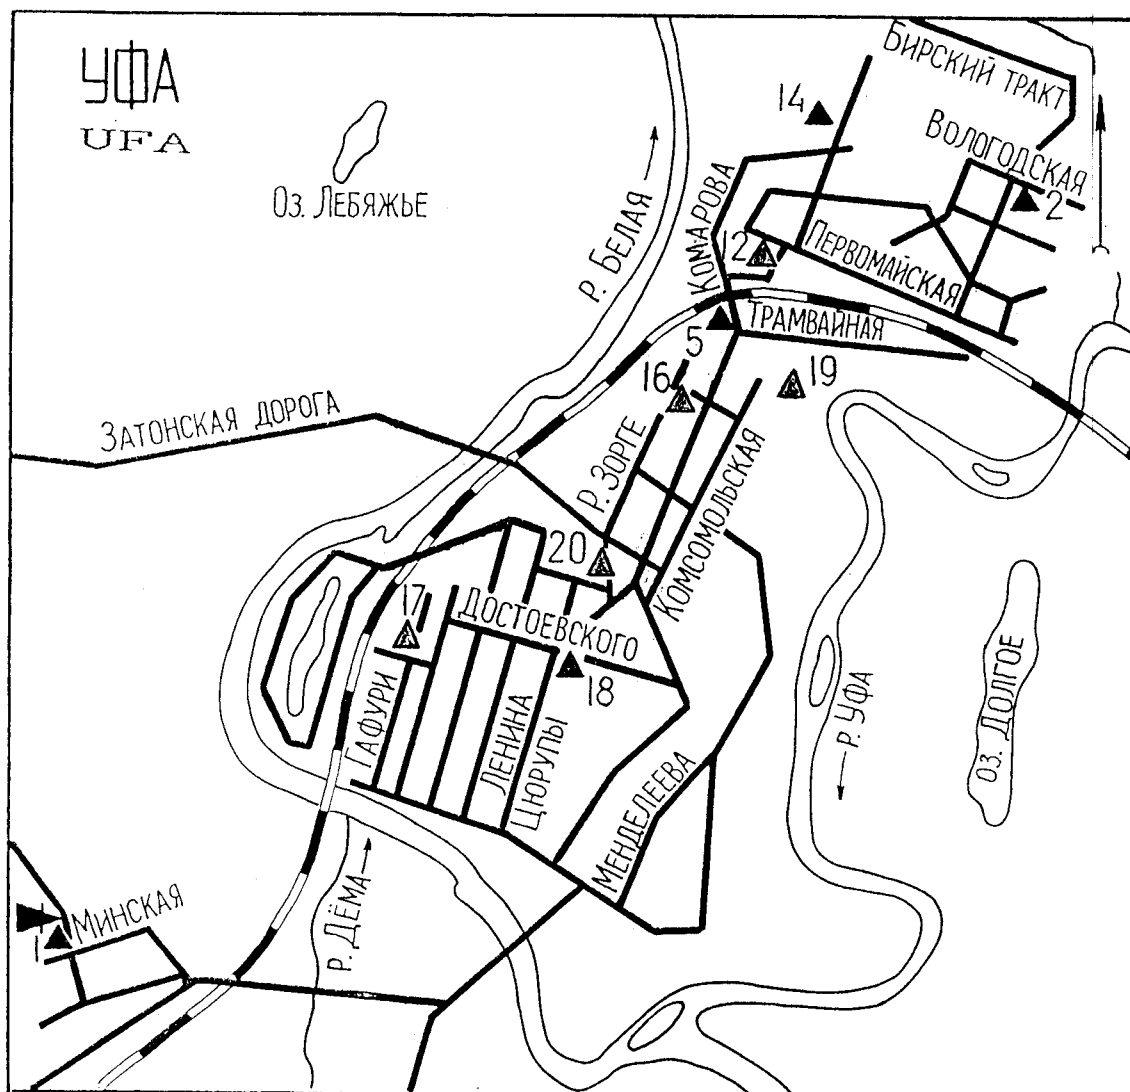 УФА
UFA
Оз. Лебяжье
р. Белая
Бирский тракт
14
Вологодская
2
Комарова
12
Первомайская
Трамвайная
5
16
19
Затонская дорога
Р. Зорге
Комсомольская
20
17
Достоевского
18
Гафури
Ленина
Цюрупы
Менделеева
р. Уфа
Оз. Долгое
р. Дёма
Минская
1